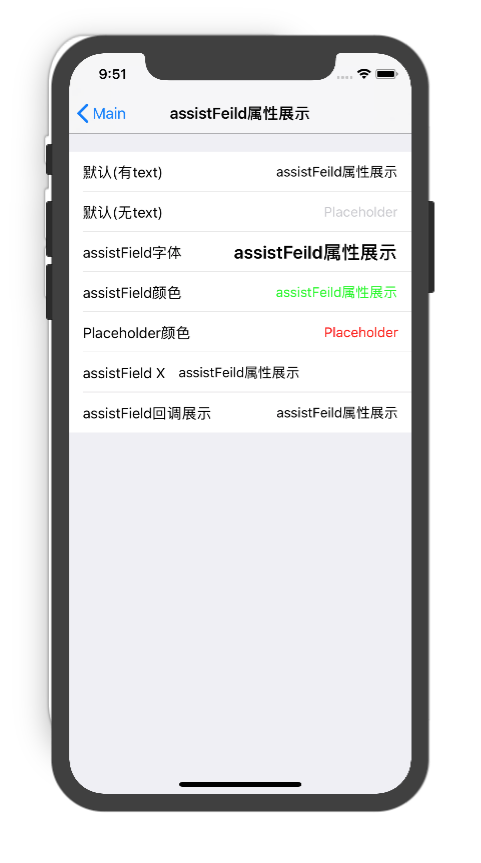 9:51
Main
assistFeild属性展示
默认(有text)
assistFeild属性展示
默认(无text)
Placeholder
assistField字体
assistFeild属性展示
assistField颜色
assistFeild属性展示
Placeholder颜色
Placeholder
assistField X
assistFeild属性展示
assistField回调展示
assistFeild属性展示